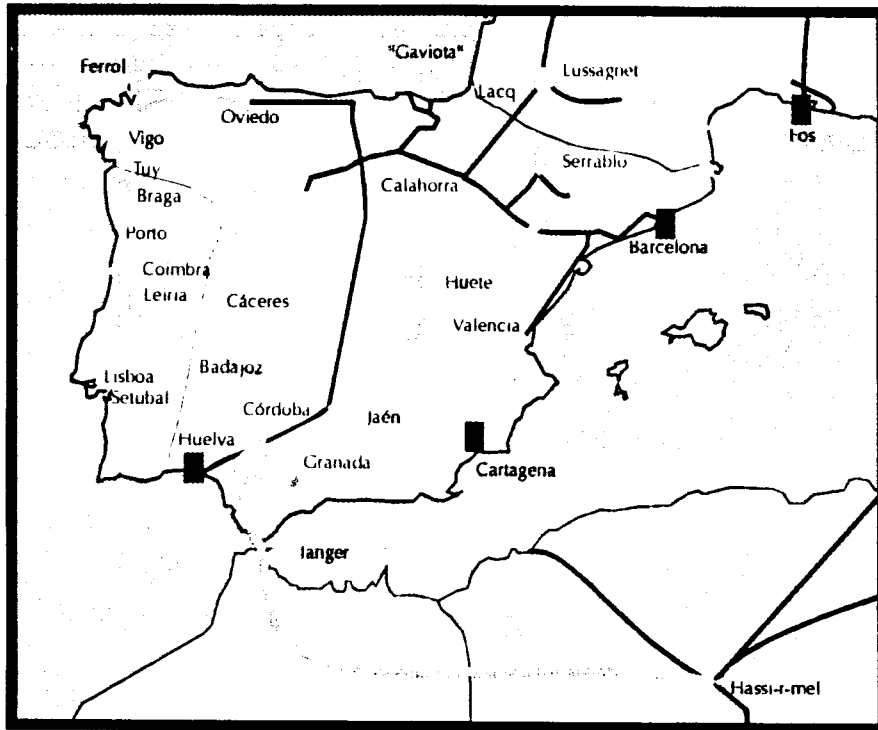 "Gaviota"
Ferrol
Lussagnet
Lacq
Oviedo
Fos
Vigo
Tuy
Serrablo
Calahorra
Braga
Porto
Barcelona
Coimbra
Huete
Leiria
Cáceres
Valencia
Badajoz
Lisboa
Setubal
Córdoba
Jaén
Huelva
Granada
Cartagena
Tanger
Hassi-r-mel